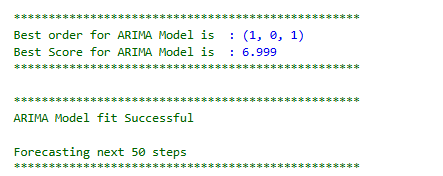 **************************************************
Best order for ARIMA Model is  : (1, 0, 1)
Best Score for ARIMA Model is  : 6.999
**************************************************
**************************************************
ARIMA Model fit Successful
Forecasting next 50 steps
**************************************************